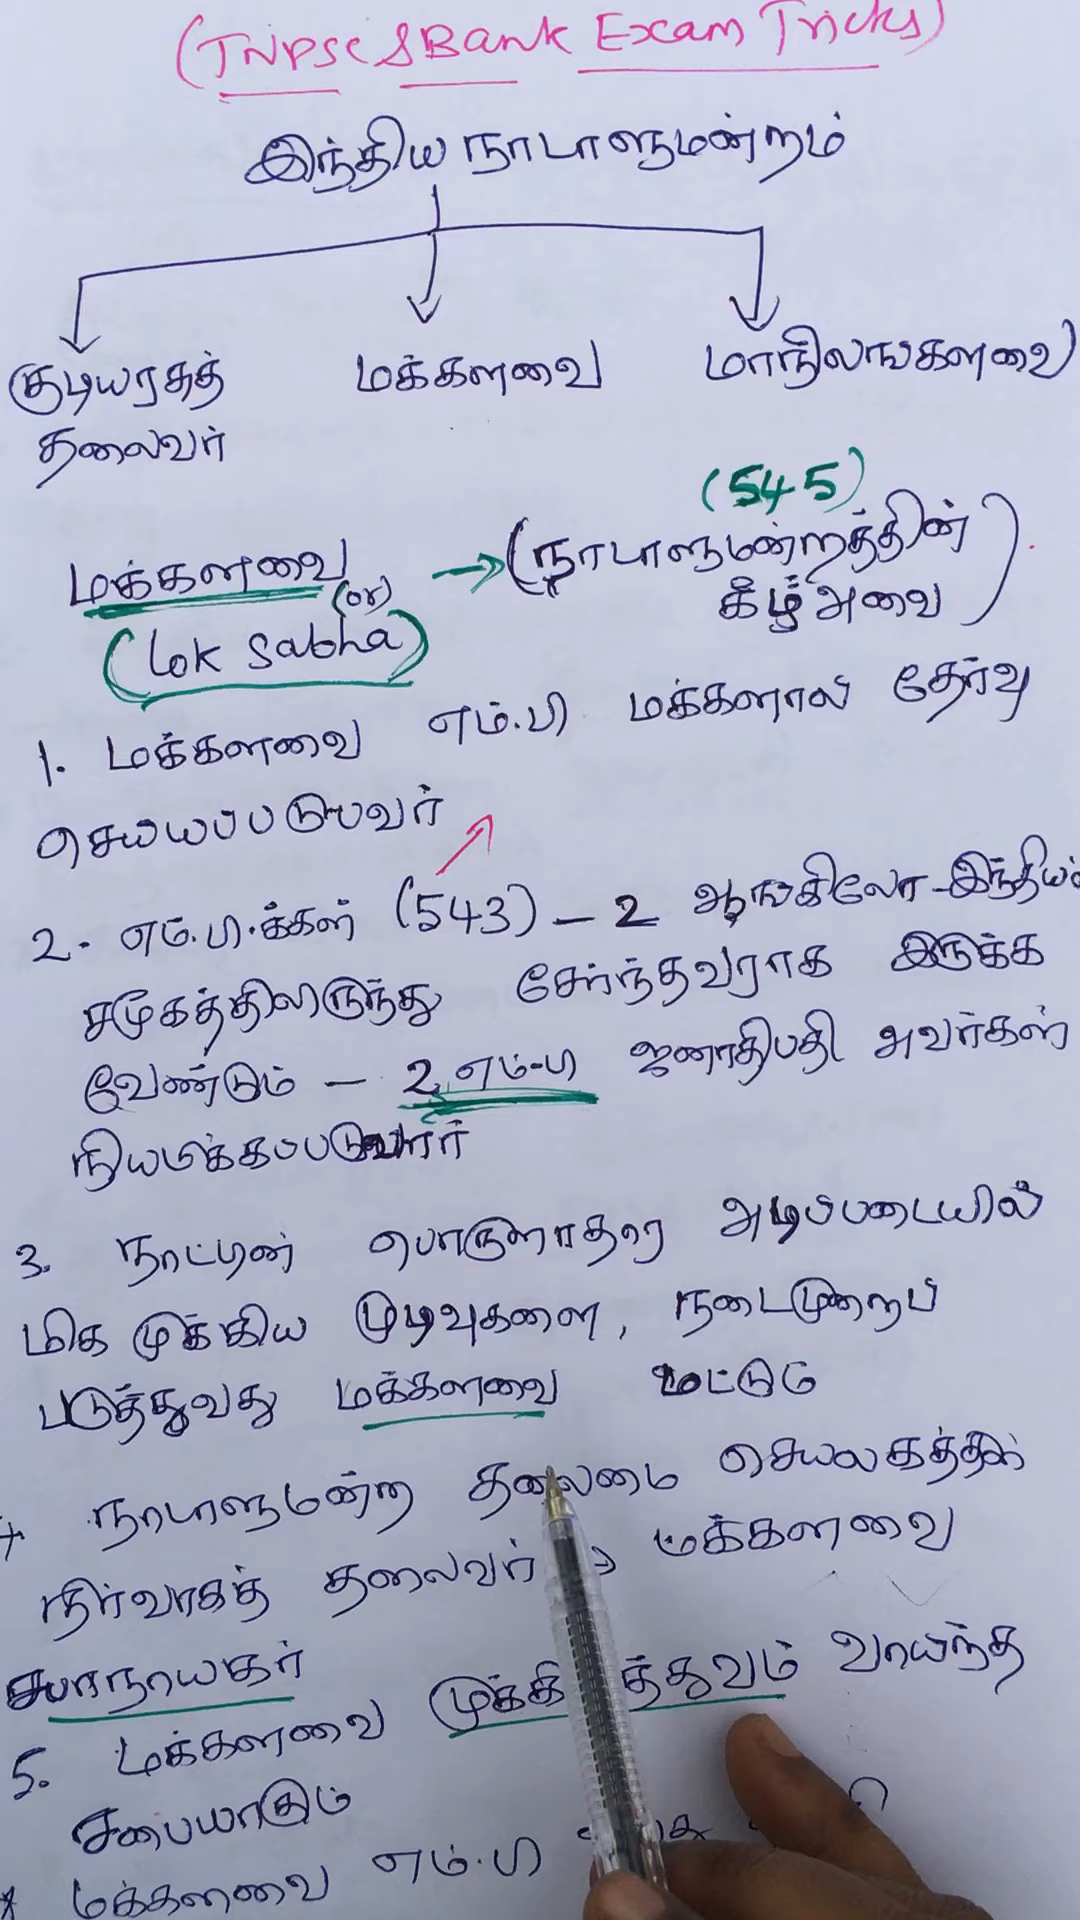 (TNPSC & Bank Exam Tricks)
இந்திய நாடாளுமன்றம்
குடியரசுத் தலைவர்
மக்களவை
மாநிலங்களவை
(545)
மக்களவை (or) (Lok Sabha) → (நாடாளுமன்றத்தின் கீழ் அவை)
1. மக்களவை எம்.பி மக்களால் தேர்வு
செய்யப்படுபவர்
2. எம்.பி.க்கள் (543) – 2 ஆங்கிலோ-இந்திய
சமூகத்திலிருந்து சேர்ந்தவராக இருக்க
வேண்டும் – 2 எம்.பி ஜனாதிபதி அவர்கள்
நியமிக்கப்படுவார்
3. நாட்டின் பொருளாதார அடிப்படையில்
மிக முக்கிய முடிவுகளை, நடைமுறைப்
படுத்துவது மக்களவை மட்டும்
நாடாளுமன்ற தலைமை செயலகத்தின்
நிர்வாகத் தலைவர் → மக்களவை
சபாநாயகர்
5. மக்களவை வாய்ந்த
சபையாகும்
* மக்களவை எம்.பி